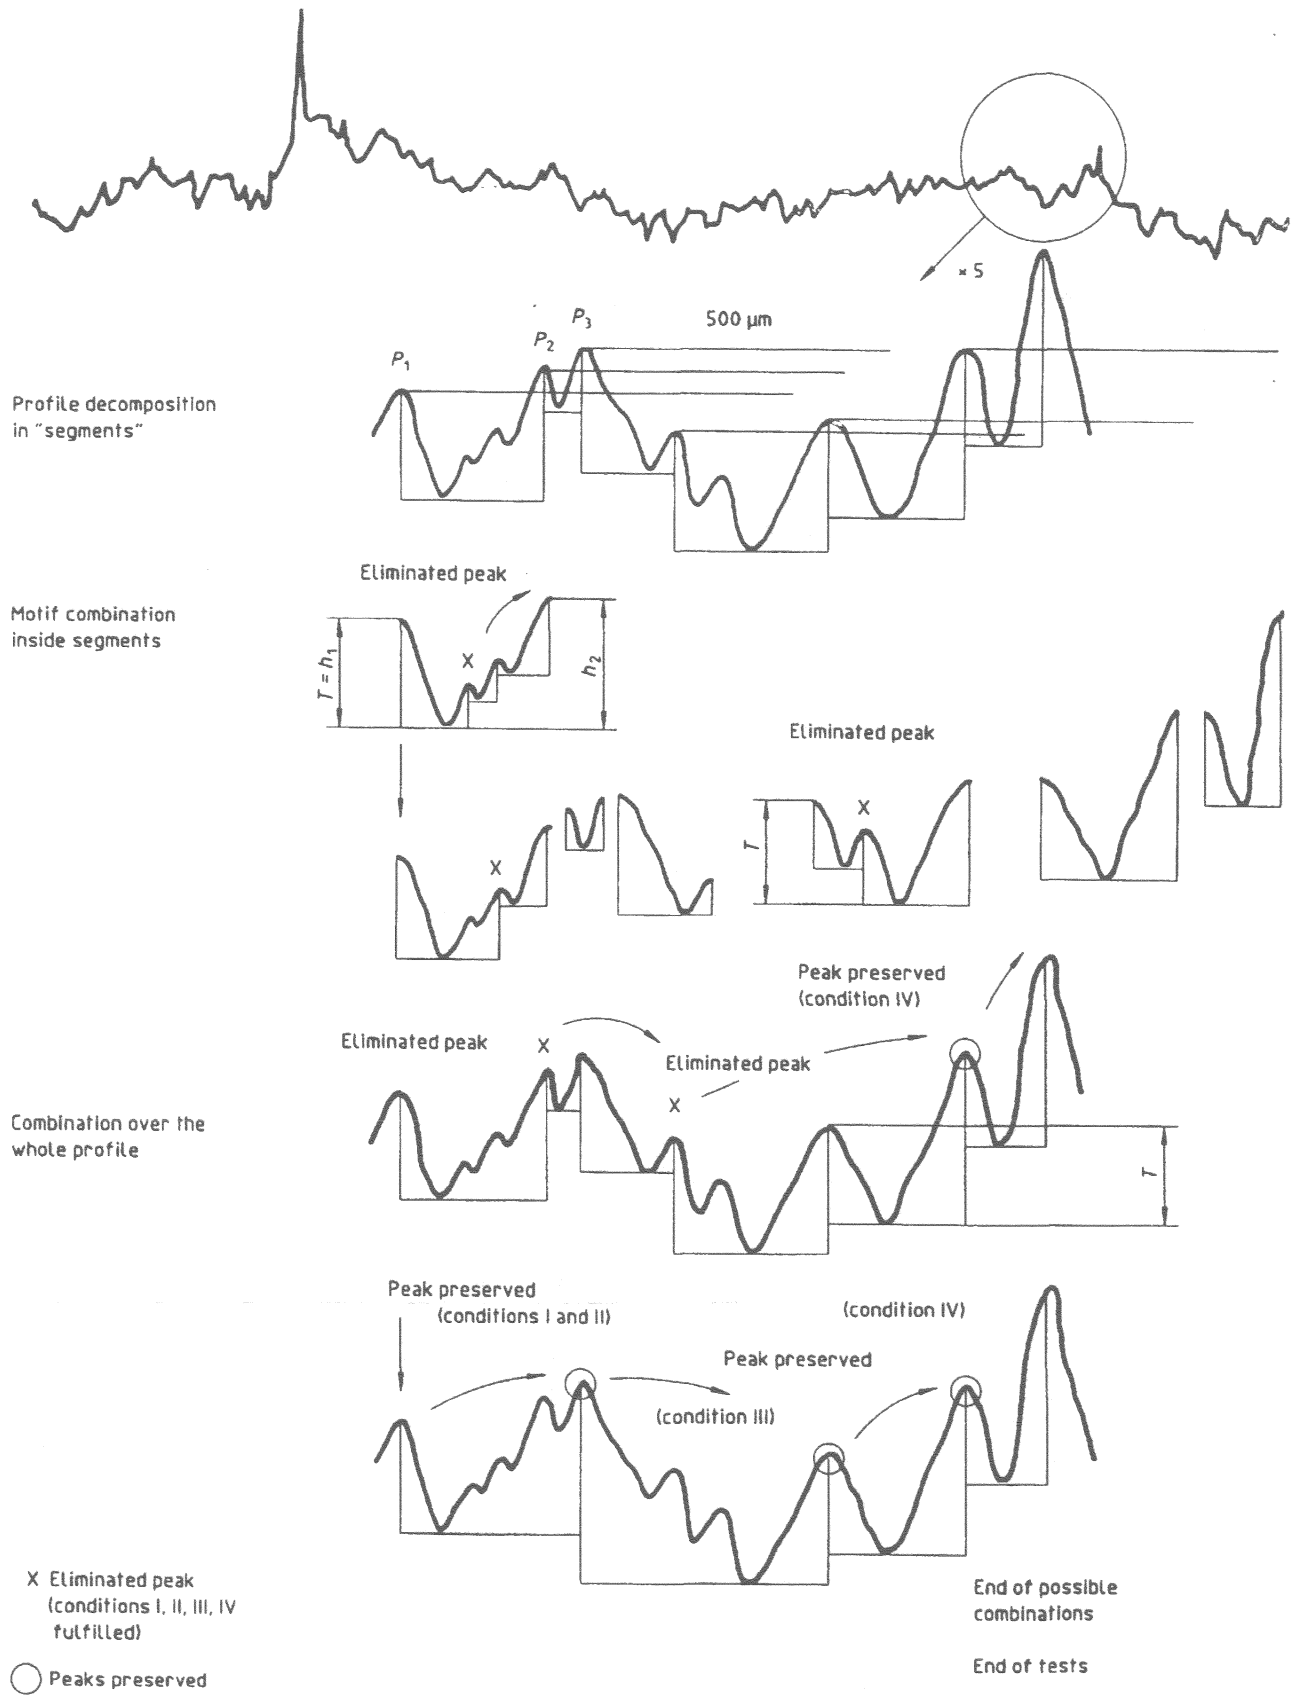 × 5
P3
500 µm
P2
P1
Profile decomposition
in "segments"
Eliminated peak
Motif combination
inside segments
X
T = h1
h2
Eliminated peak
X
T
X
Peak preserved
(condition IV)
Eliminated peak
X
Eliminated peak
X
Combination over the
whole profile
T
Peak preserved
(conditions I and II)
(condition IV)
Peak preserved
(condition III)
X Eliminated peak
(conditions I, II, III, IV
fulfilled)
End of possible
combinations
End of tests
Peaks preserved